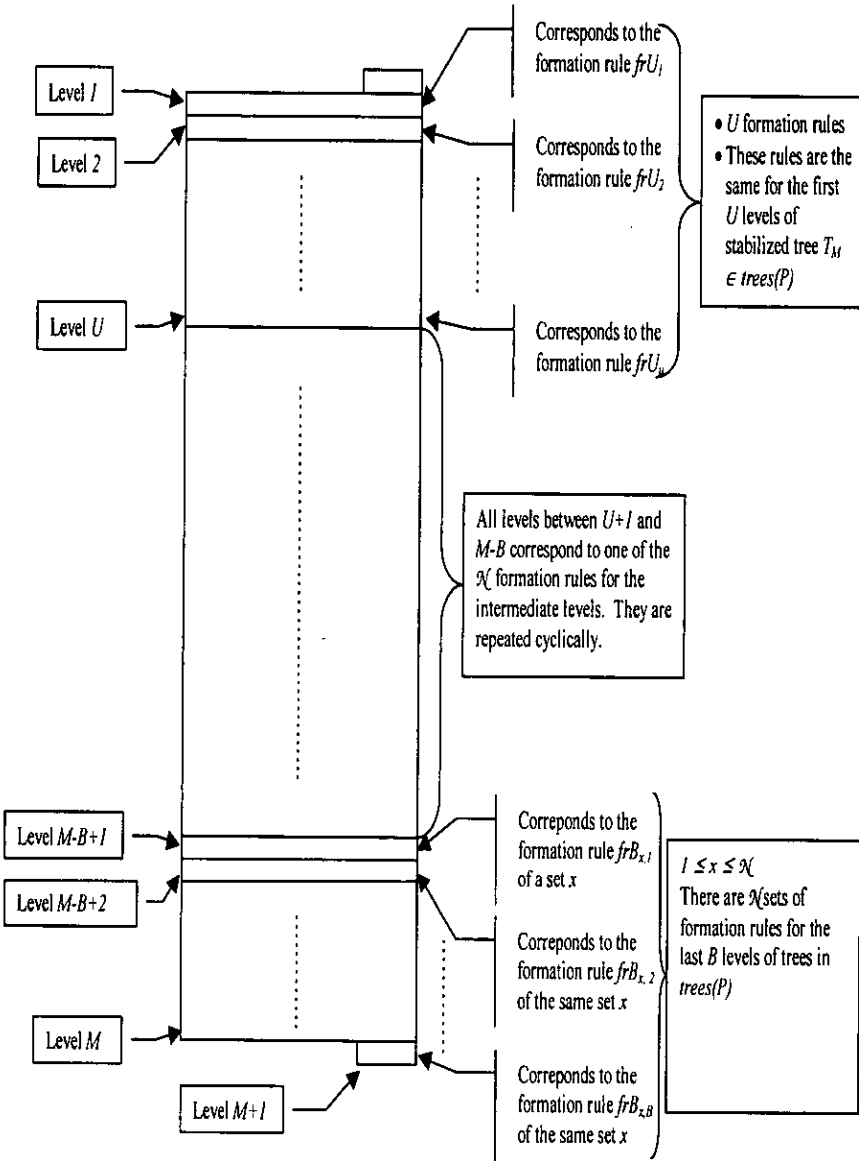 Corresponds to the
formation rule frU₁
Level 1
Level 2
Corresponds to the
formation rule frU₂
• U formation rules
• These rules are the
same for the first
U levels of
stabilized tree T_M
∈ trees(P)
Level U
Corresponds to the
formation rule frU_u
All levels between U+1 and
M-B correspond to one of the
𝒩 formation rules for the
intermediate levels. They are
repeated cyclically.
Level M-B+1
Level M-B+2
Correponds to the
formation rule frB_x,1
of a set x
1 ≤ x ≤ 𝒩
There are 𝒩 sets of
formation rules for the
last B levels of trees in
trees(P)
Correponds to the
formation rule frB_x, 2
of the same set x
Level M
Level M+1
Correponds to the
formation rule frB_x,B
of the same set x